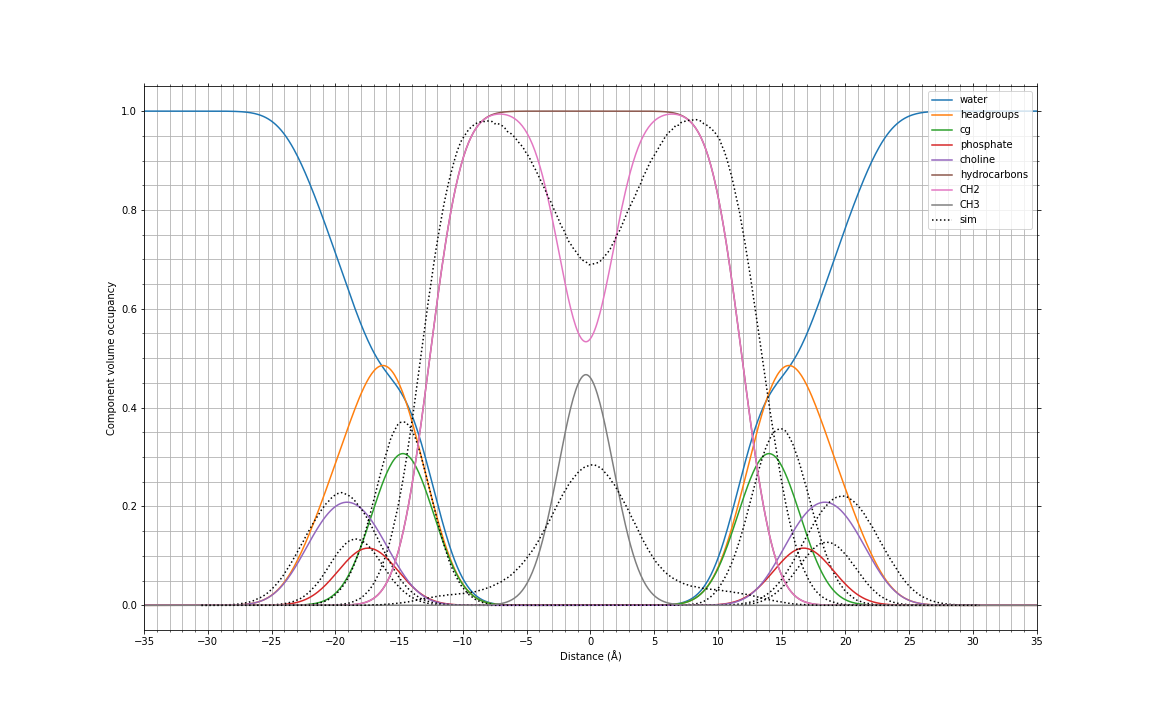 1.0
0.8
0.6
0.4
0.2
0.0
Component volume occupancy
water
headgroups
cg
phosphate
choline
hydrocarbons
CH2
CH3
sim
−35 −30 −25 −20 −15 −10 −5 0 5 10 15 20 25 30 35
Distance (Å)